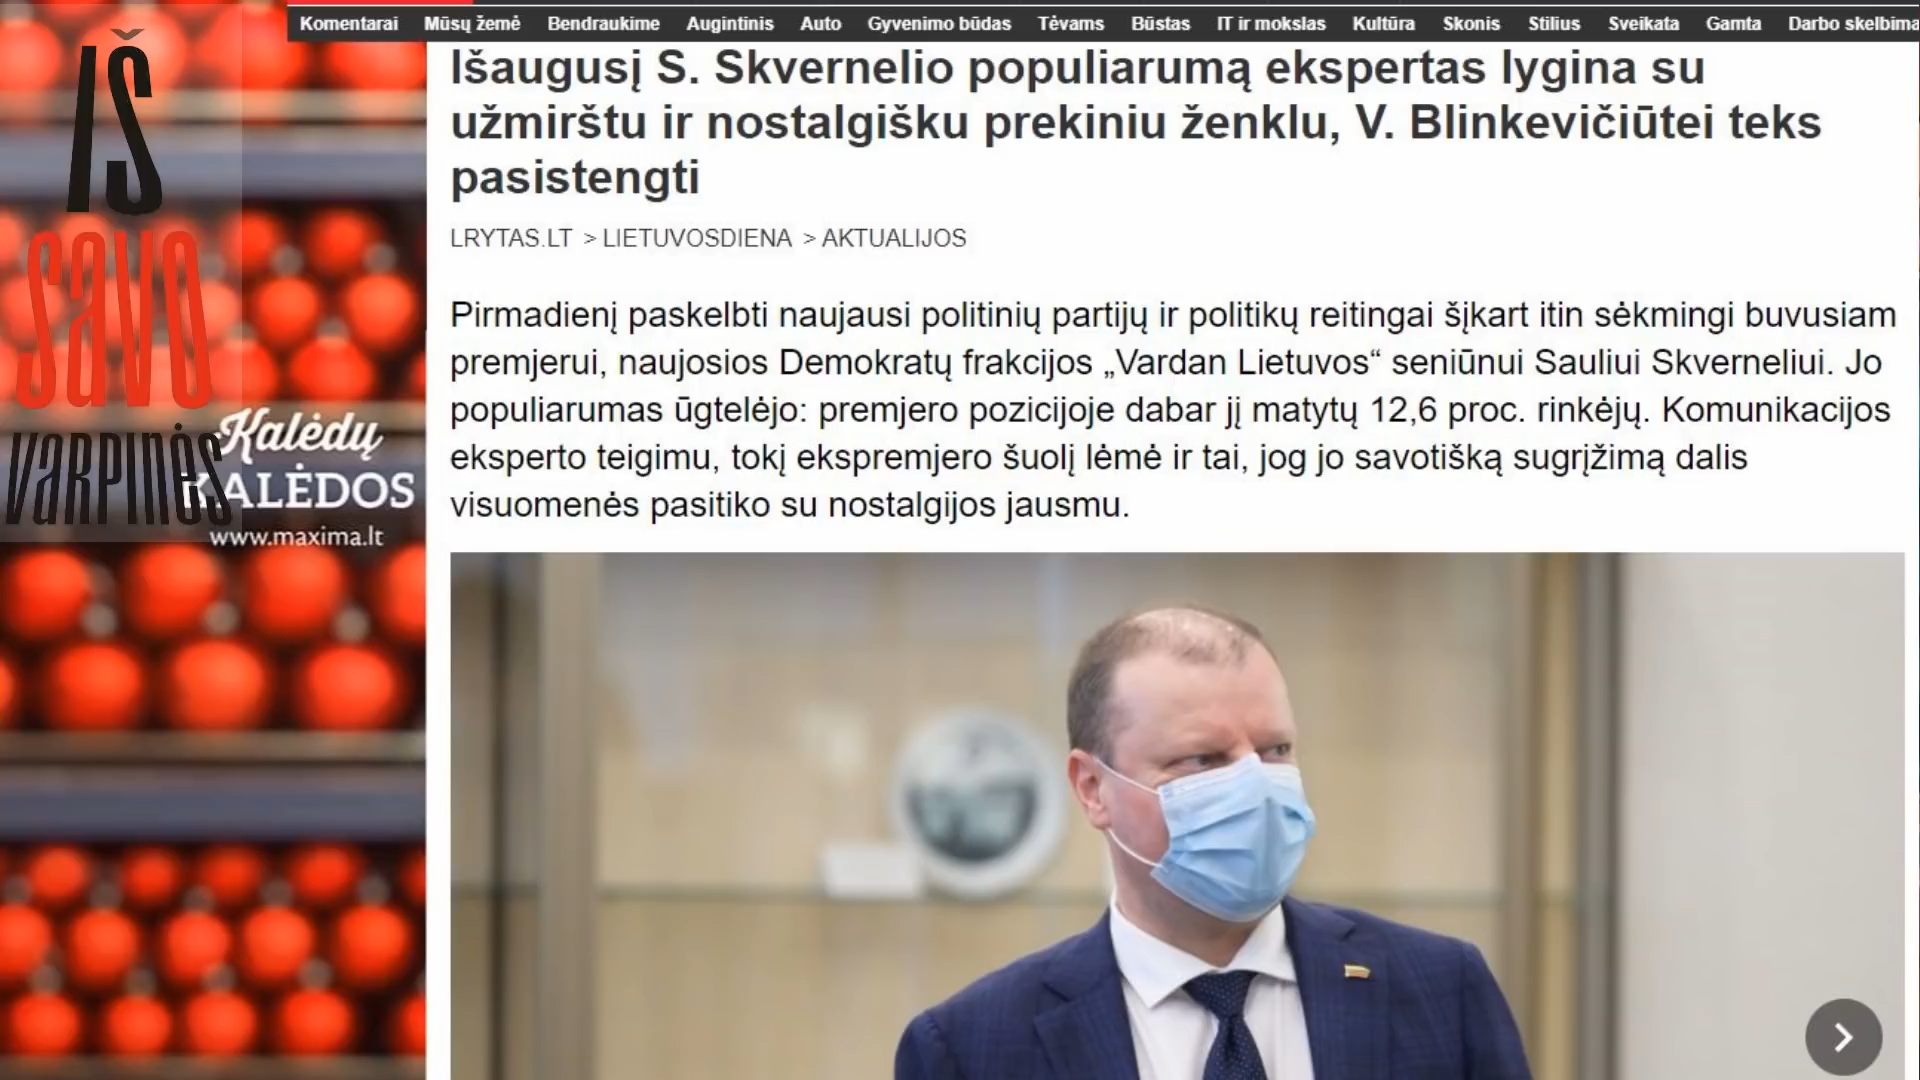 Komentarai Mūsų žemė Bendraukime Augintinis Auto Gyvenimo būdas Tėvams Būstas IT ir mokslas Kultūra Skonis Stilius Sveikata Gamta Darbo skelbima
IŠ
SAVO
VARPINĖS
Kalėdų
KALĖDOS
www.maxima.lt
Išaugusį S. Skvernelio populiarumą ekspertas lygina su
užmirštu ir nostalgišku prekiniu ženklu, V. Blinkevičiūtei teks
pasistengti
LRYTAS.LT > LIETUVOSDIENA > AKTUALIJOS
Pirmadienį paskelbti naujausi politinių partijų ir politikų reitingai šįkart itin sėkmingi buvusiam
premjerui, naujosios Demokratų frakcijos „Vardan Lietuvos“ seniūnui Sauliui Skverneliui. Jo
populiarumas ūgtelėjo: premjero pozicijoje dabar jį matytų 12,6 proc. rinkėjų. Komunikacijos
eksperto teigimu, tokį ekspremjero šuolį lėmė ir tai, jog jo savotišką sugrįžimą dalis
visuomenės pasitiko su nostalgijos jausmu.